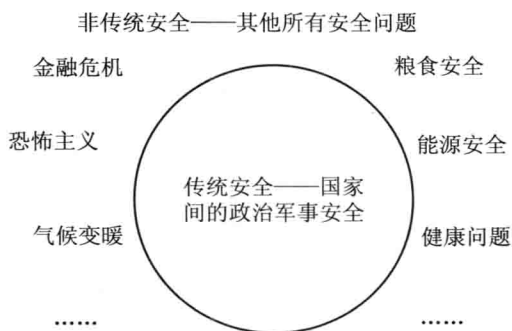 非传统安全——其他所有安全问题
金融危机
粮食安全
恐怖主义
能源安全
传统安全——国家
间的政治军事安全
气候变暖
健康问题
……
……